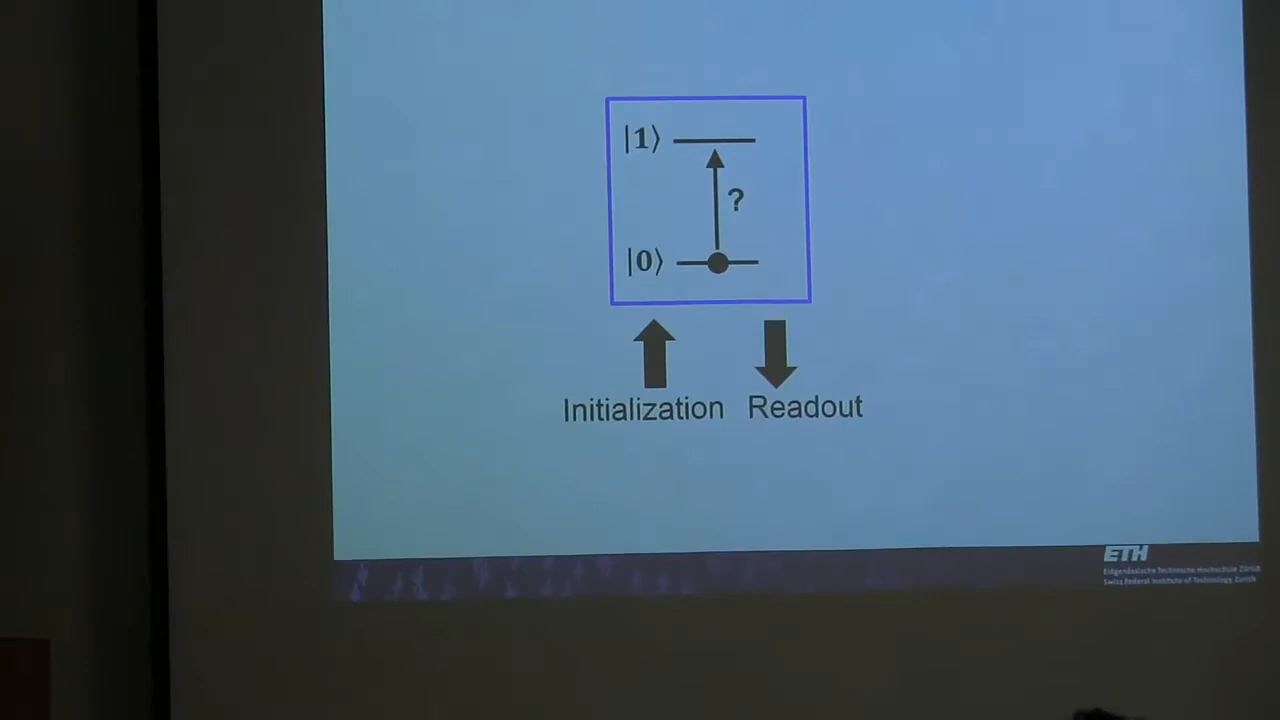 |1⟩
?
|0⟩
Initialization Readout
ETH
Eidgenössische Technische Hochschule Zürich
Swiss Federal Institute of Technology Zurich